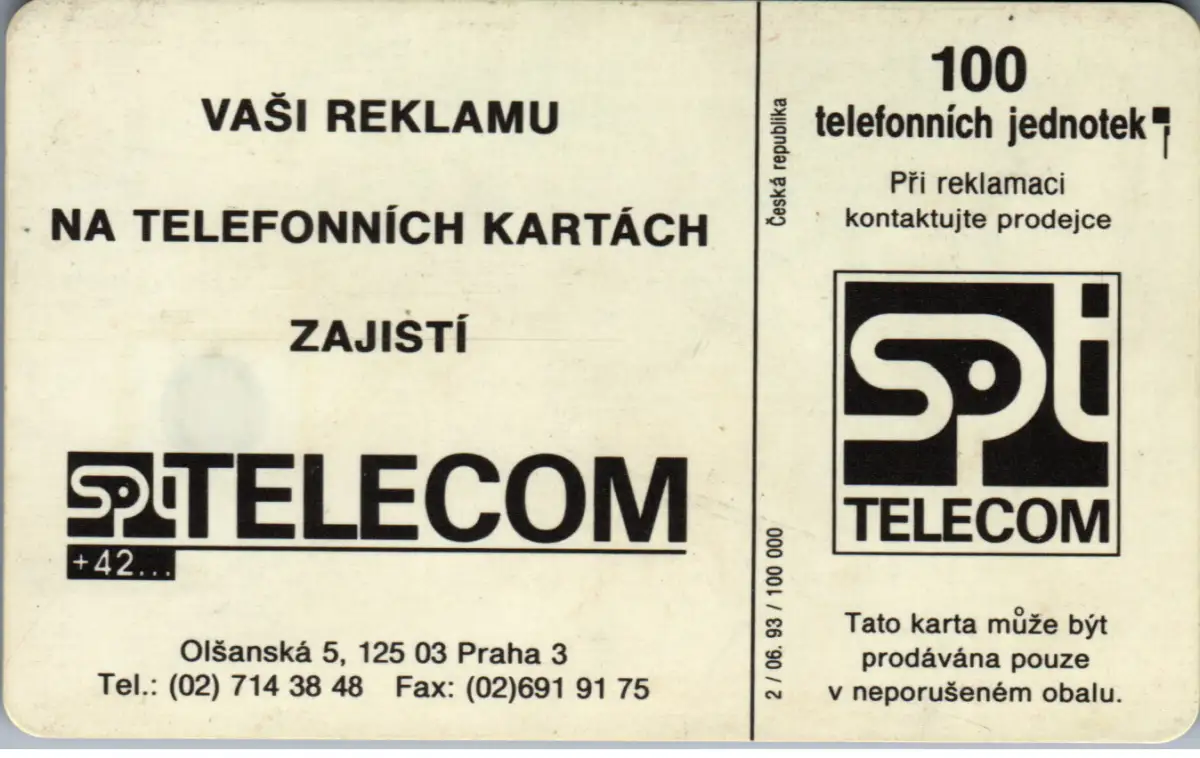 VAŠI REKLAMU
NA TELEFONNÍCH KARTÁCH
ZAJISTÍ
spt TELECOM
+42...
Olšanská 5, 125 03 Praha 3
Tel.: (02) 714 38 48 Fax: (02)691 91 75
Česká republika
2 / 06. 93 / 100 000
100
telefonních jednotek
Při reklamaci
kontaktujte prodejce
spt
TELECOM
Tato karta může být
prodávána pouze
v neporušeném obalu.